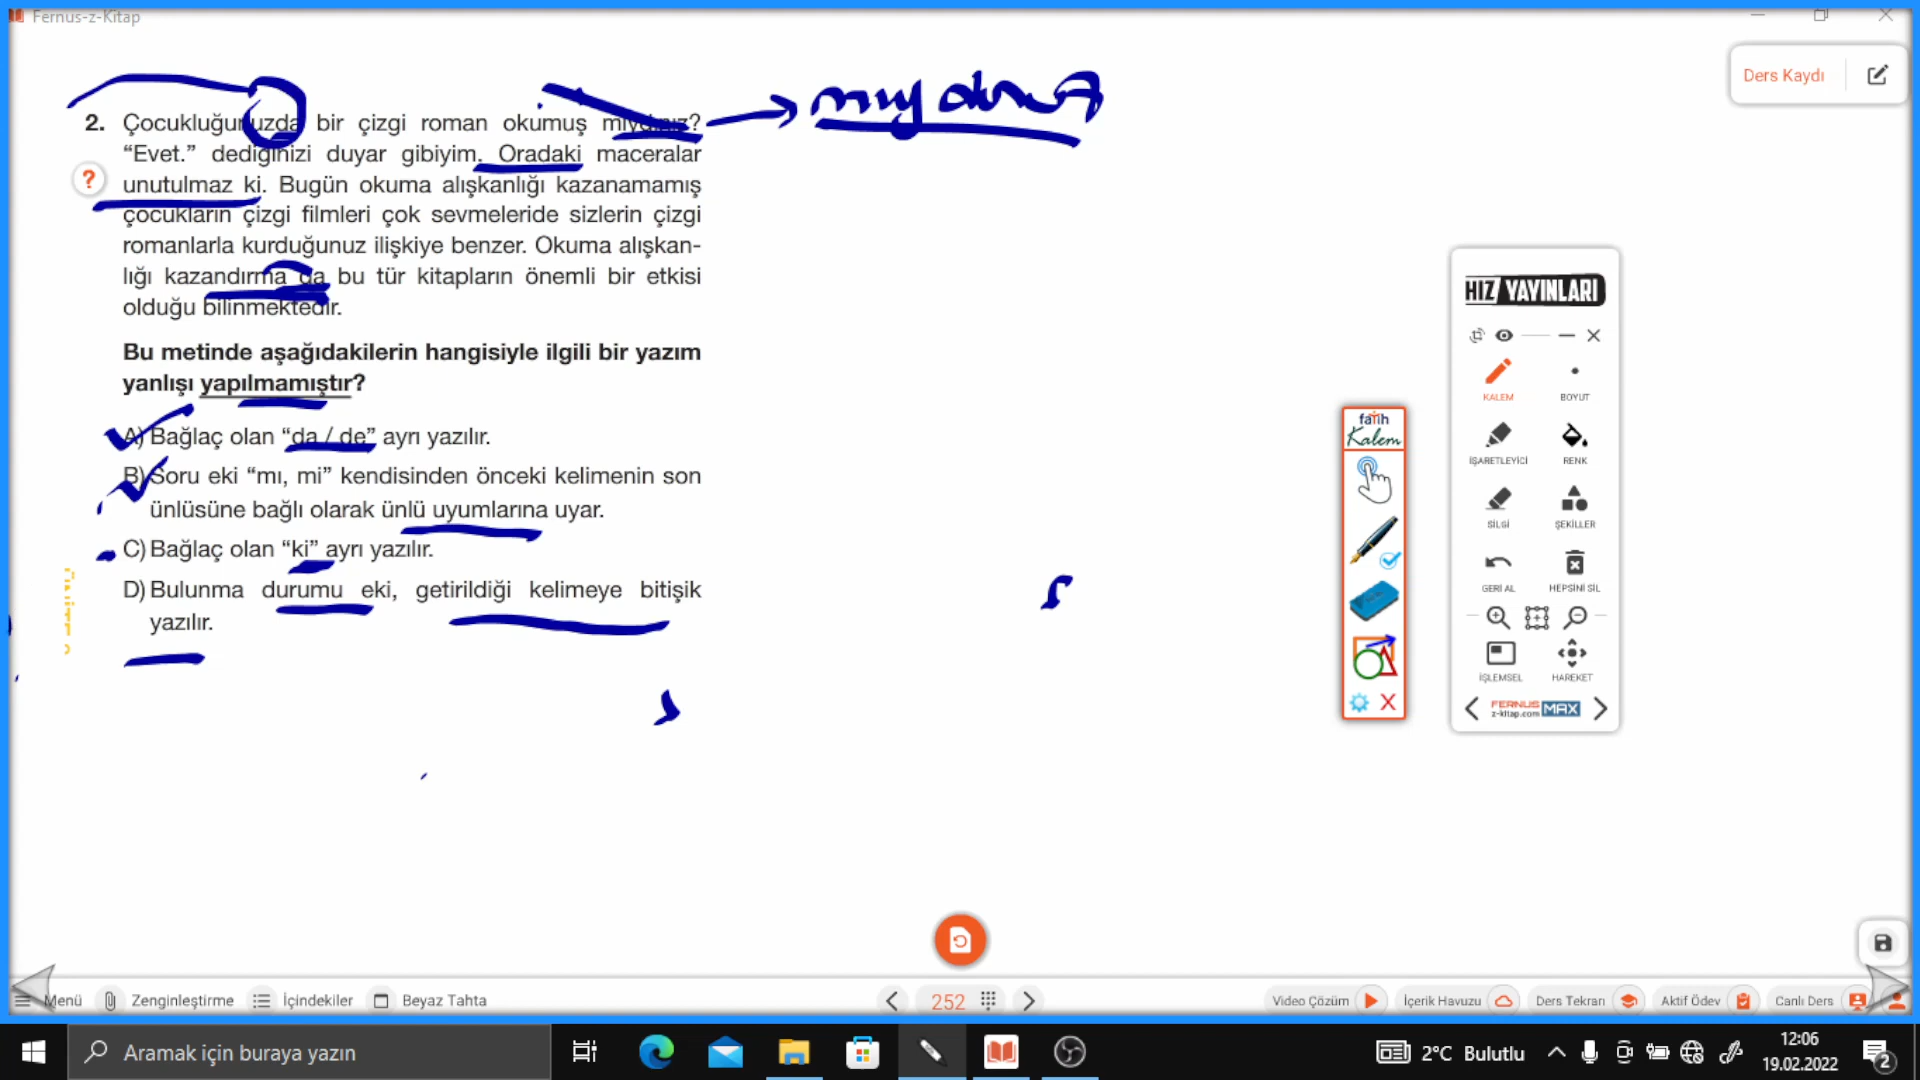 Fernus-z-Kitap
Ders Kaydı
muydunuz
2. Çocukluğunuzda bir çizgi roman okumuş mıydınız?
“Evet.” dediğinizi duyar gibiyim. Oradaki maceralar
unutulmaz ki. Bugün okuma alışkanlığı kazanamamış
çocukların çizgi filmleri çok sevmeleride sizlerin çizgi
romanlarla kurduğunuz ilişkiye benzer. Okuma alışkan-
lığı kazandırma da bu tür kitapların önemli bir etkisi
olduğu bilinmektedir.
?
Bu metinde aşağıdakilerin hangisiyle ilgili bir yazım
yanlışı yapılmamıştır?
A) Bağlaç olan “da / de” ayrı yazılır.
B) Soru eki “mı, mi” kendisinden önceki kelimenin son
ünlüsüne bağlı olarak ünlü uyumlarına uyar.
C) Bağlaç olan “ki” ayrı yazılır.
D) Bulunma durumu eki, getirildiği kelimeye bitişik
yazılır.
fatih
Kalem
HIZ YAYINLARI
KALEM
BOYUT
İŞARETLEYİCİ
RENK
SİLGİ
ŞEKİLLER
GERİ AL
HEPSİNİ SİL
İŞLEMSEL
HAREKET
FERNUS
z-kitap.com
MAX
Menü
Zenginleştirme
İçindekiler
Beyaz Tahta
252
Video Çözüm
İçerik Havuzu
Ders Tekrarı
Aktif Ödev
Canlı Ders
Aramak için buraya yazın
2°C Bulutlu
12:06
19.02.2022
2